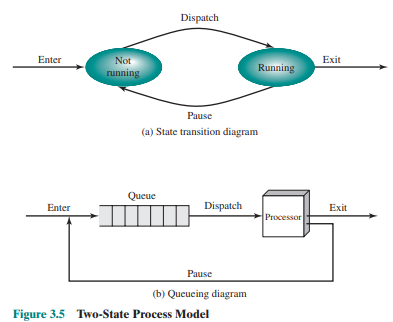 Dispatch
Enter
Not
running
Running
Exit
Pause
(a) State transition diagram
Queue
Enter
Dispatch
Processor
Exit
Pause
(b) Queueing diagram
Figure 3.5 Two-State Process Model